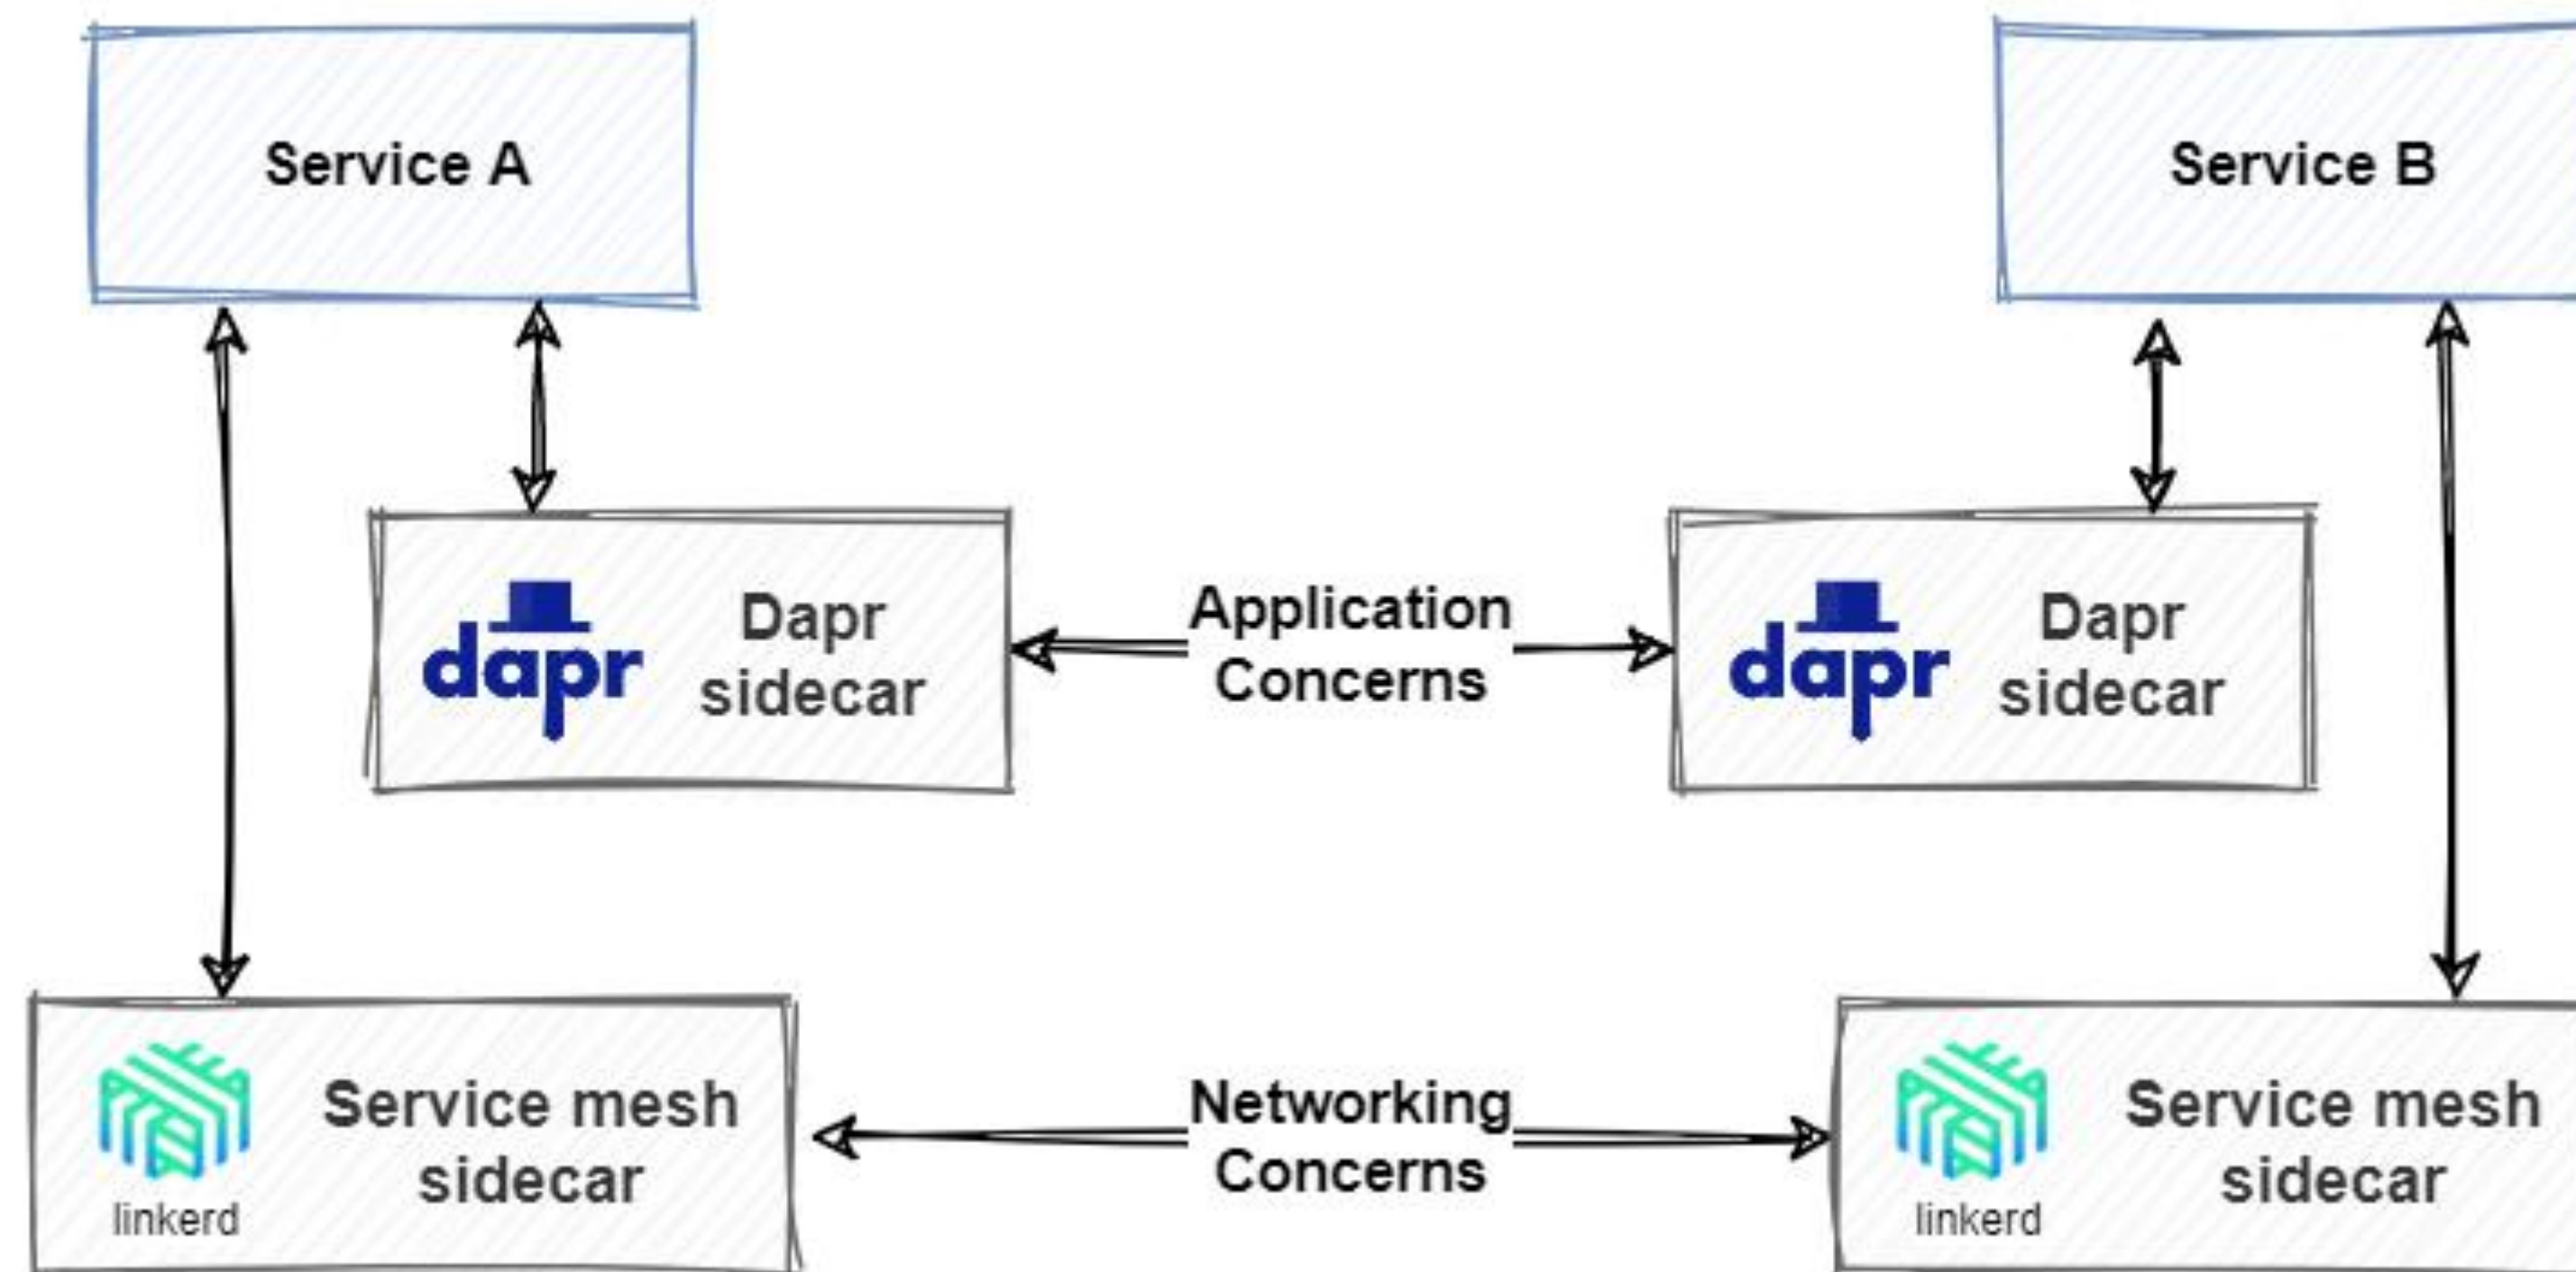 Service A
Service B
dapr
Dapr
sidecar
Application
Concerns
dapr
Dapr
sidecar
linkerd
Service mesh
sidecar
Networking
Concerns
linkerd
Service mesh
sidecar